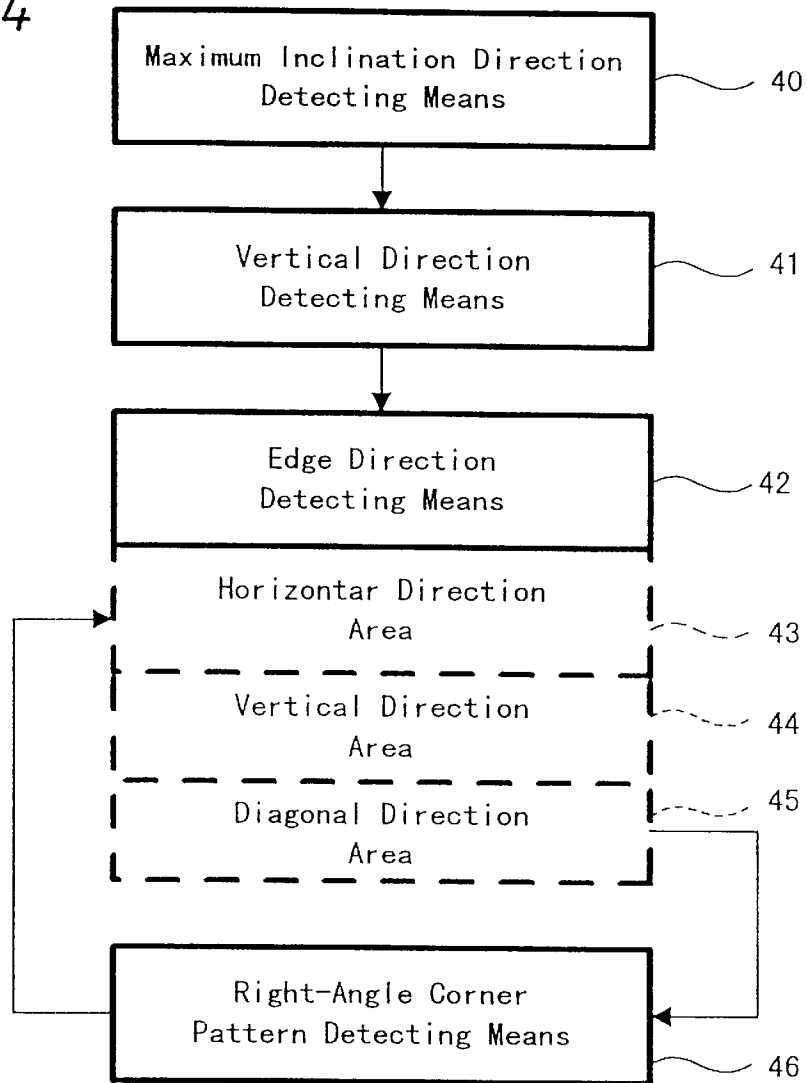 4
Maximum Inclination Direction
Detecting Means
40
Vertical Direction
Detecting Means
41
Edge Direction
Detecting Means
42
Horizontar Direction
Area
43
Vertical Direction
Area
44
Diagonal Direction
Area
45
Right-Angle Corner
Pattern Detecting Means
46